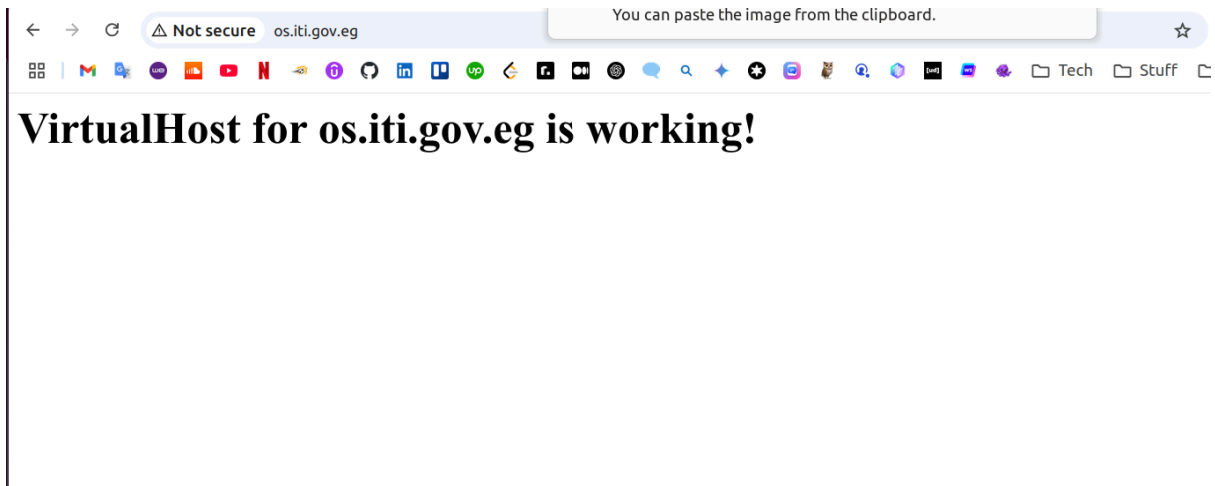 You can paste the image from the clipboard.
Not secure os.iti.gov.eg
Tech Stuff
VirtualHost for os.iti.gov.eg is working!